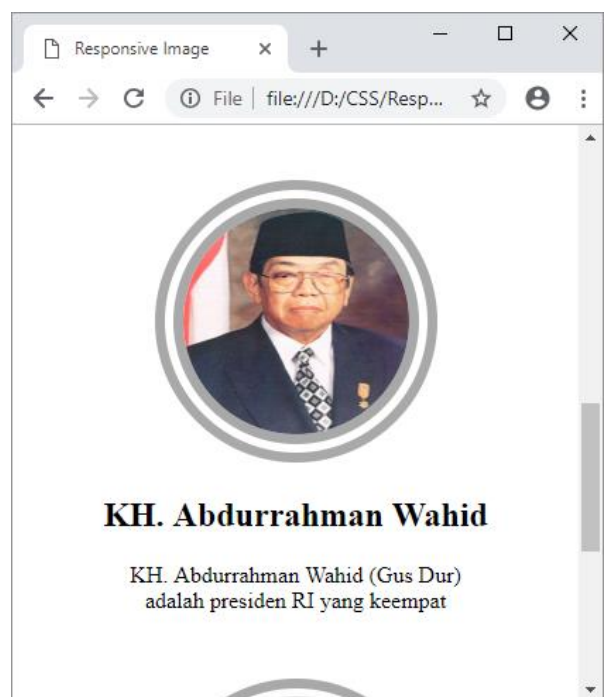 Responsive Image
File file:///D:/CSS/Resp...
KH. Abdurrahman Wahid
KH. Abdurrahman Wahid (Gus Dur)
adalah presiden RI yang keempat